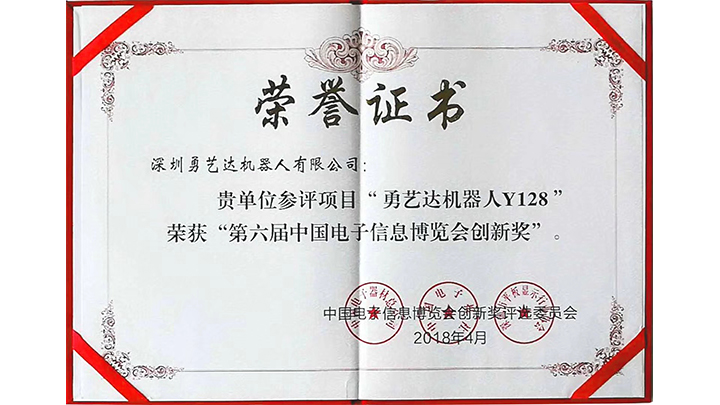 荣誉证书
深圳勇艺达机器人有限公司：
贵单位参评项目“勇艺达机器人Y128”
荣获“第六届中国电子信息博览会创新奖”。
中国电子信息博览会创新奖评选委员会
2018年4月